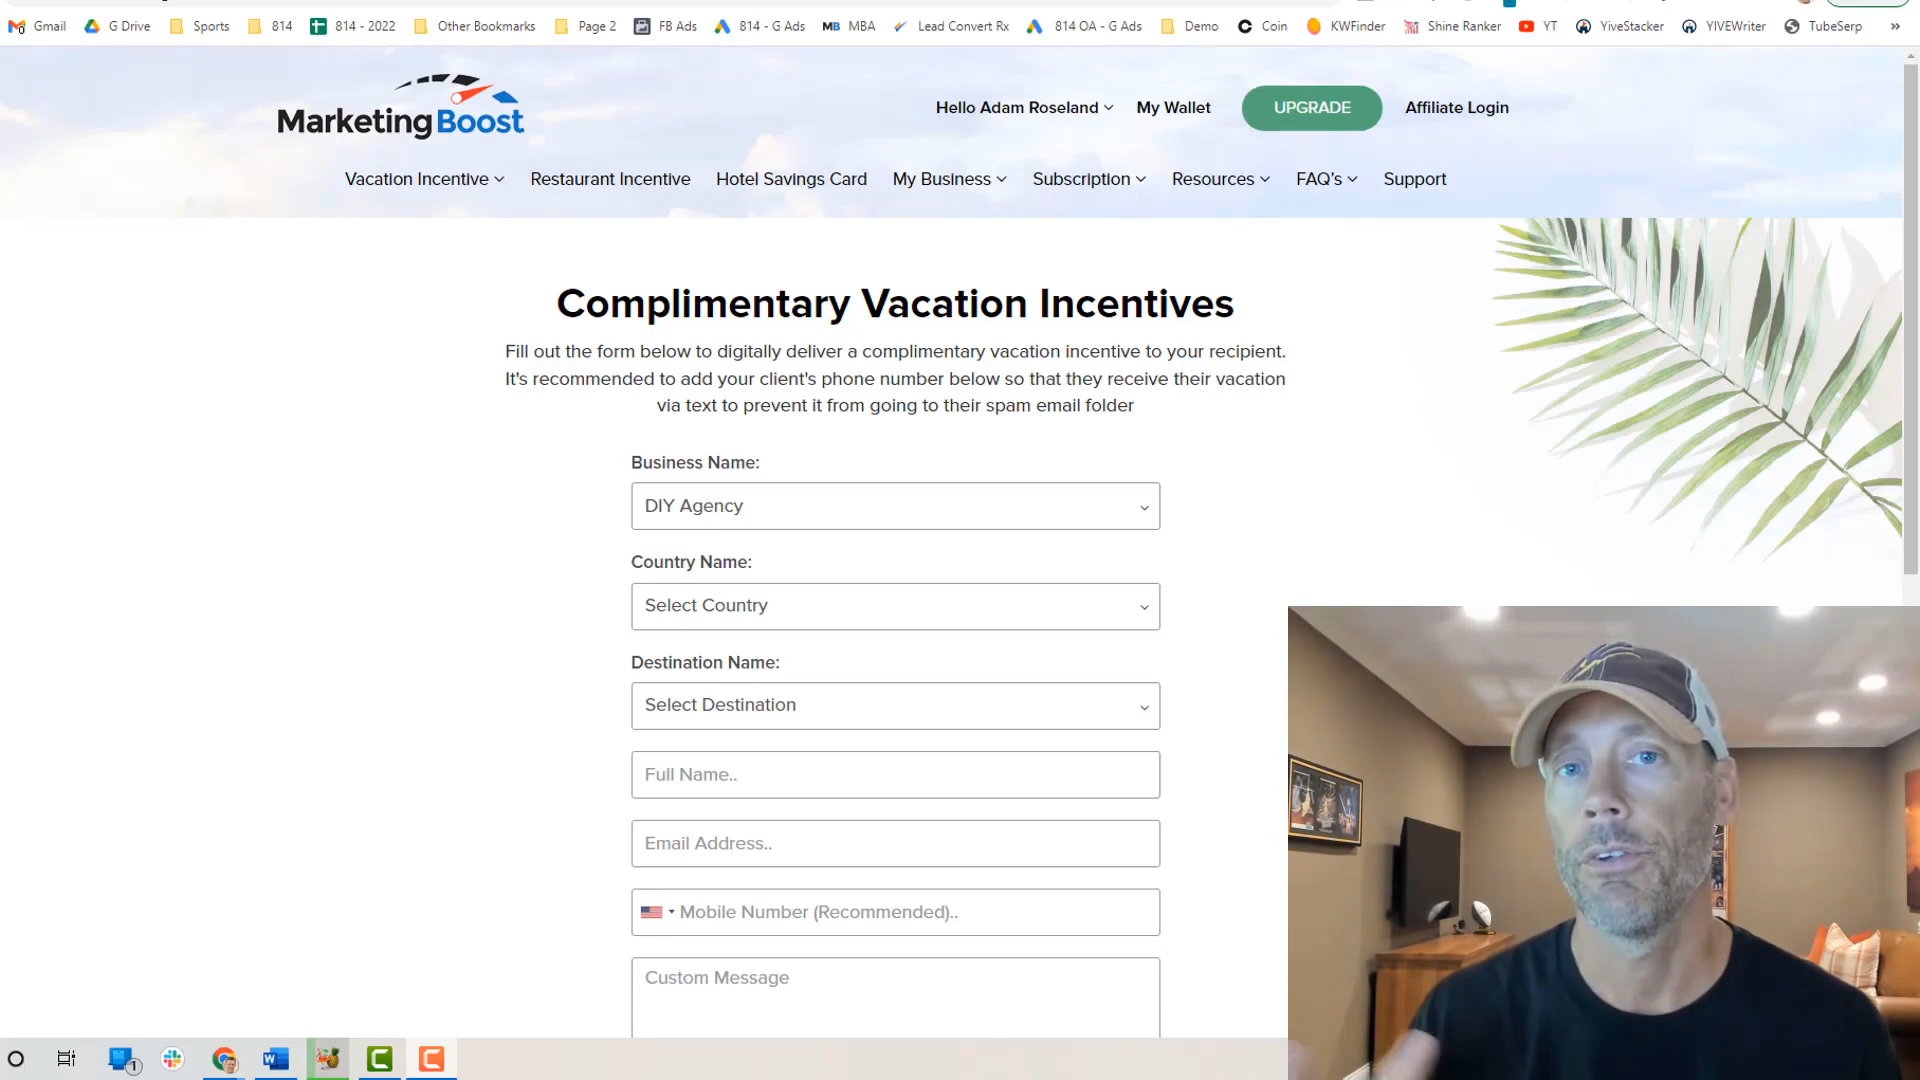 Gmail G Drive Sports 814 814 - 2022 Other Bookmarks Page 2 FB Ads 814 - G Ads MB MBA Lead Convert Rx 814 OA - G Ads Demo Coin KWFinder Shine Ranker YT YiveStacker YIVEWriter TubeSerp »
MarketingBoost
Hello Adam Roseland My Wallet UPGRADE Affiliate Login
Vacation Incentive Restaurant Incentive Hotel Savings Card My Business Subscription Resources FAQ's Support
Complimentary Vacation Incentives
Fill out the form below to digitally deliver a complimentary vacation incentive to your recipient.
It's recommended to add your client's phone number below so that they receive their vacation
via text to prevent it from going to their spam email folder
Business Name:
DIY Agency
Country Name:
Select Country
Destination Name:
Select Destination
Full Name..
Email Address..
Mobile Number (Recommended)..
Custom Message
1